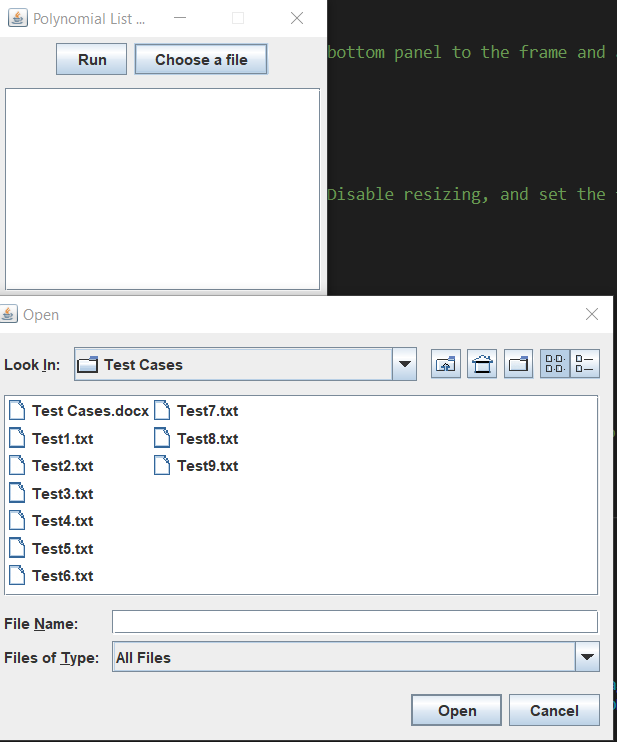 Polynomial List ...
Run
Choose a file
bottom panel to the frame and
Disable resizing, and set the
Open
Look In:
Test Cases
Test Cases.docx
Test1.txt
Test2.txt
Test3.txt
Test4.txt
Test5.txt
Test6.txt
Test7.txt
Test8.txt
Test9.txt
File Name:
Files of Type:
All Files
Open
Cancel